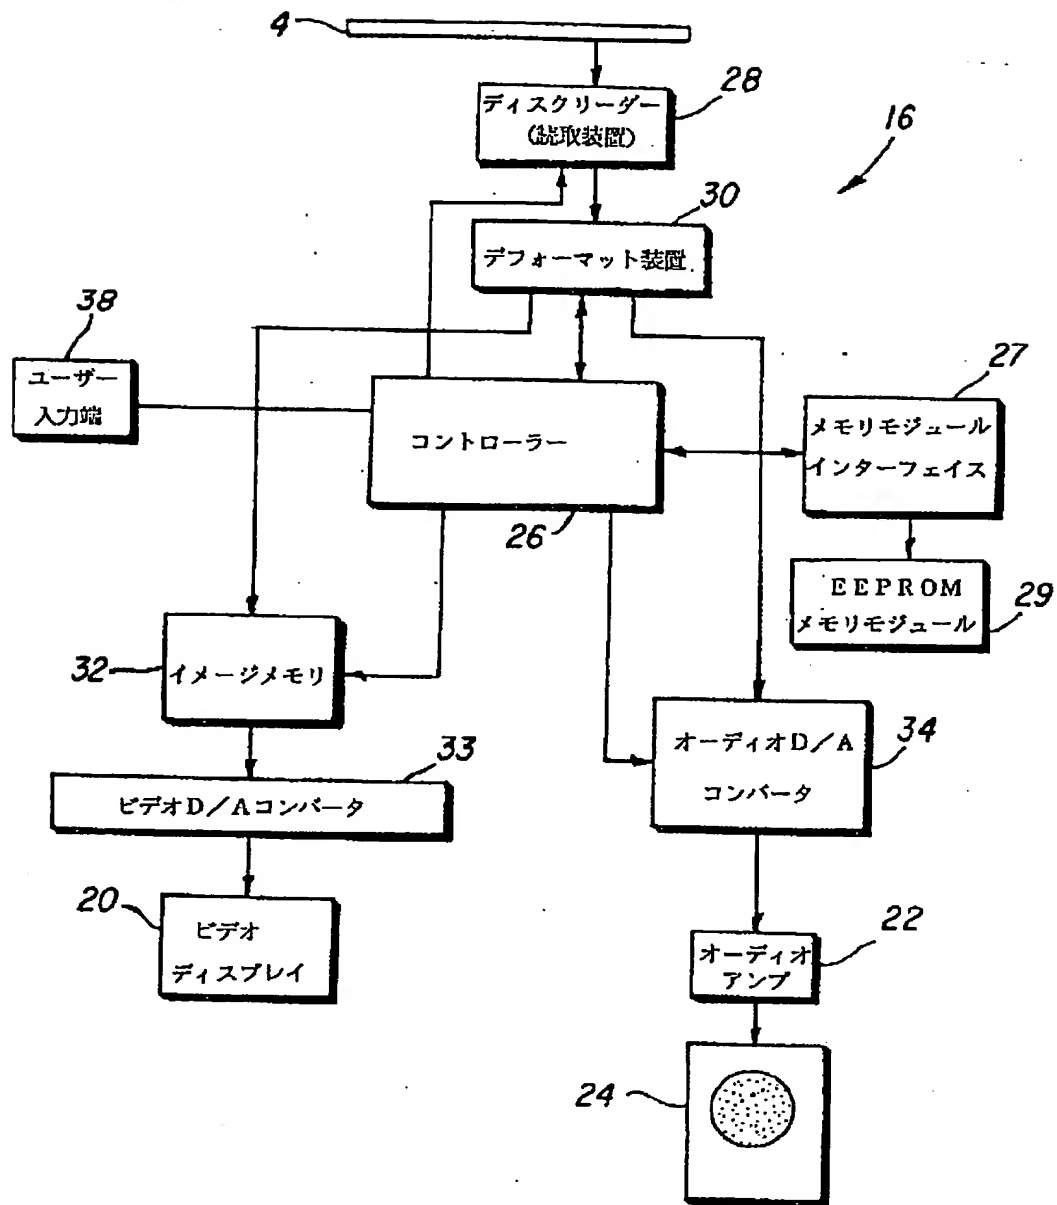 4
28
ディスクリーダー
(読取装置)
16
30
デフォーマット装置
38
ユーザー
入力端
27
メモリモジュール
インターフェイス
コントローラー
26
EEPROM
メモリモジュール
29
32
イメージメモリ
オーディオD/A
コンバータ
34
33
ビデオD/Aコンバータ
20
ビデオ
ディスプレイ
22
オーディオ
アンプ
24